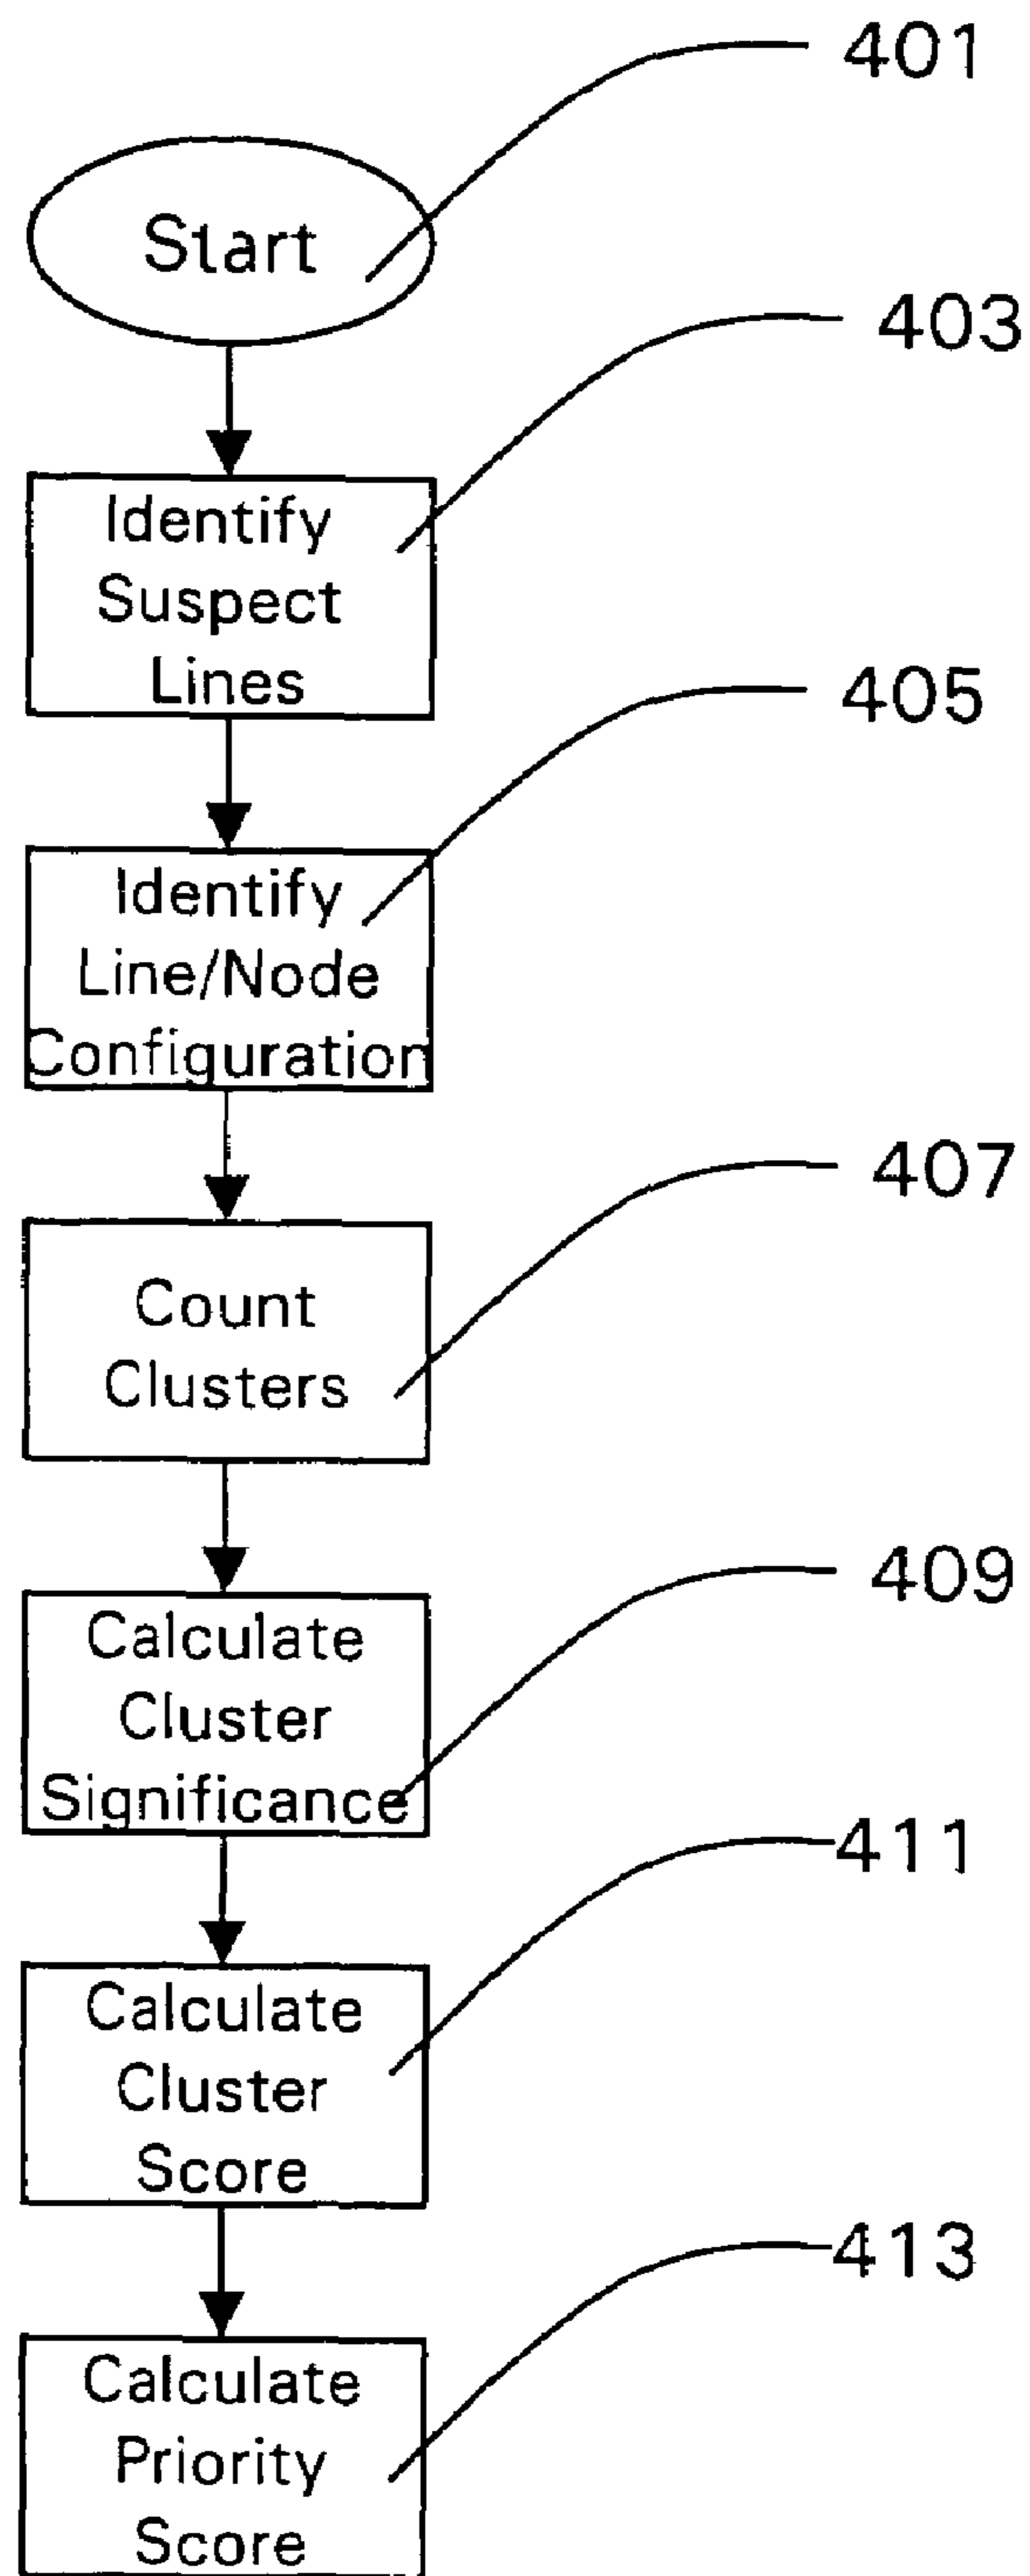 401
Start
403
Identify
Suspect
Lines
405
Identify
Line/Node
Configuration
407
Count
Clusters
409
Calculate
Cluster
Significance
411
Calculate
Cluster
Score
413
Calculate
Priority
Score